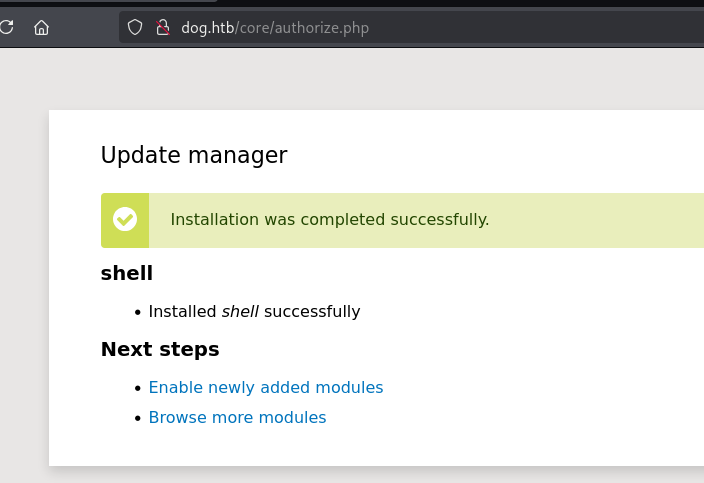 dog.htb/core/authorize.php
Update manager
Installation was completed successfully.
shell
Installed shell successfully
Next steps
Enable newly added modules
Browse more modules